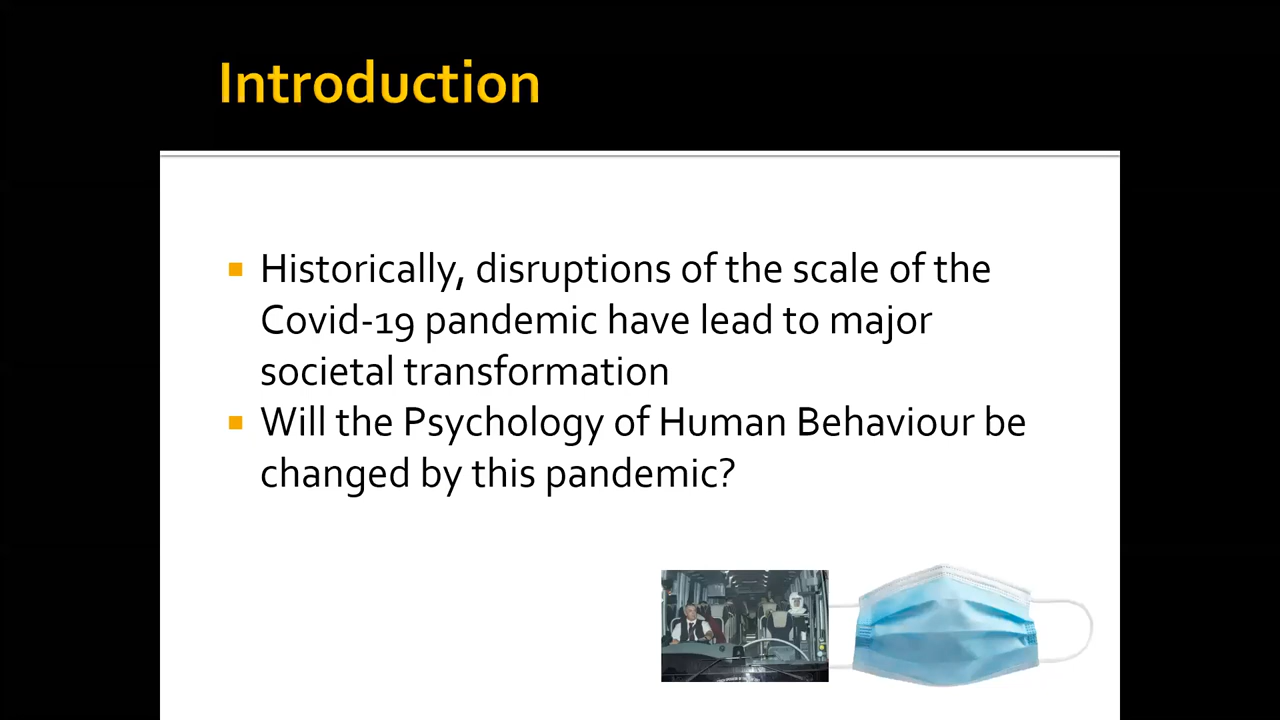 Introduction
Historically, disruptions of the scale of the
Covid-19 pandemic have lead to major
societal transformation
Will the Psychology of Human Behaviour be
changed by this pandemic?